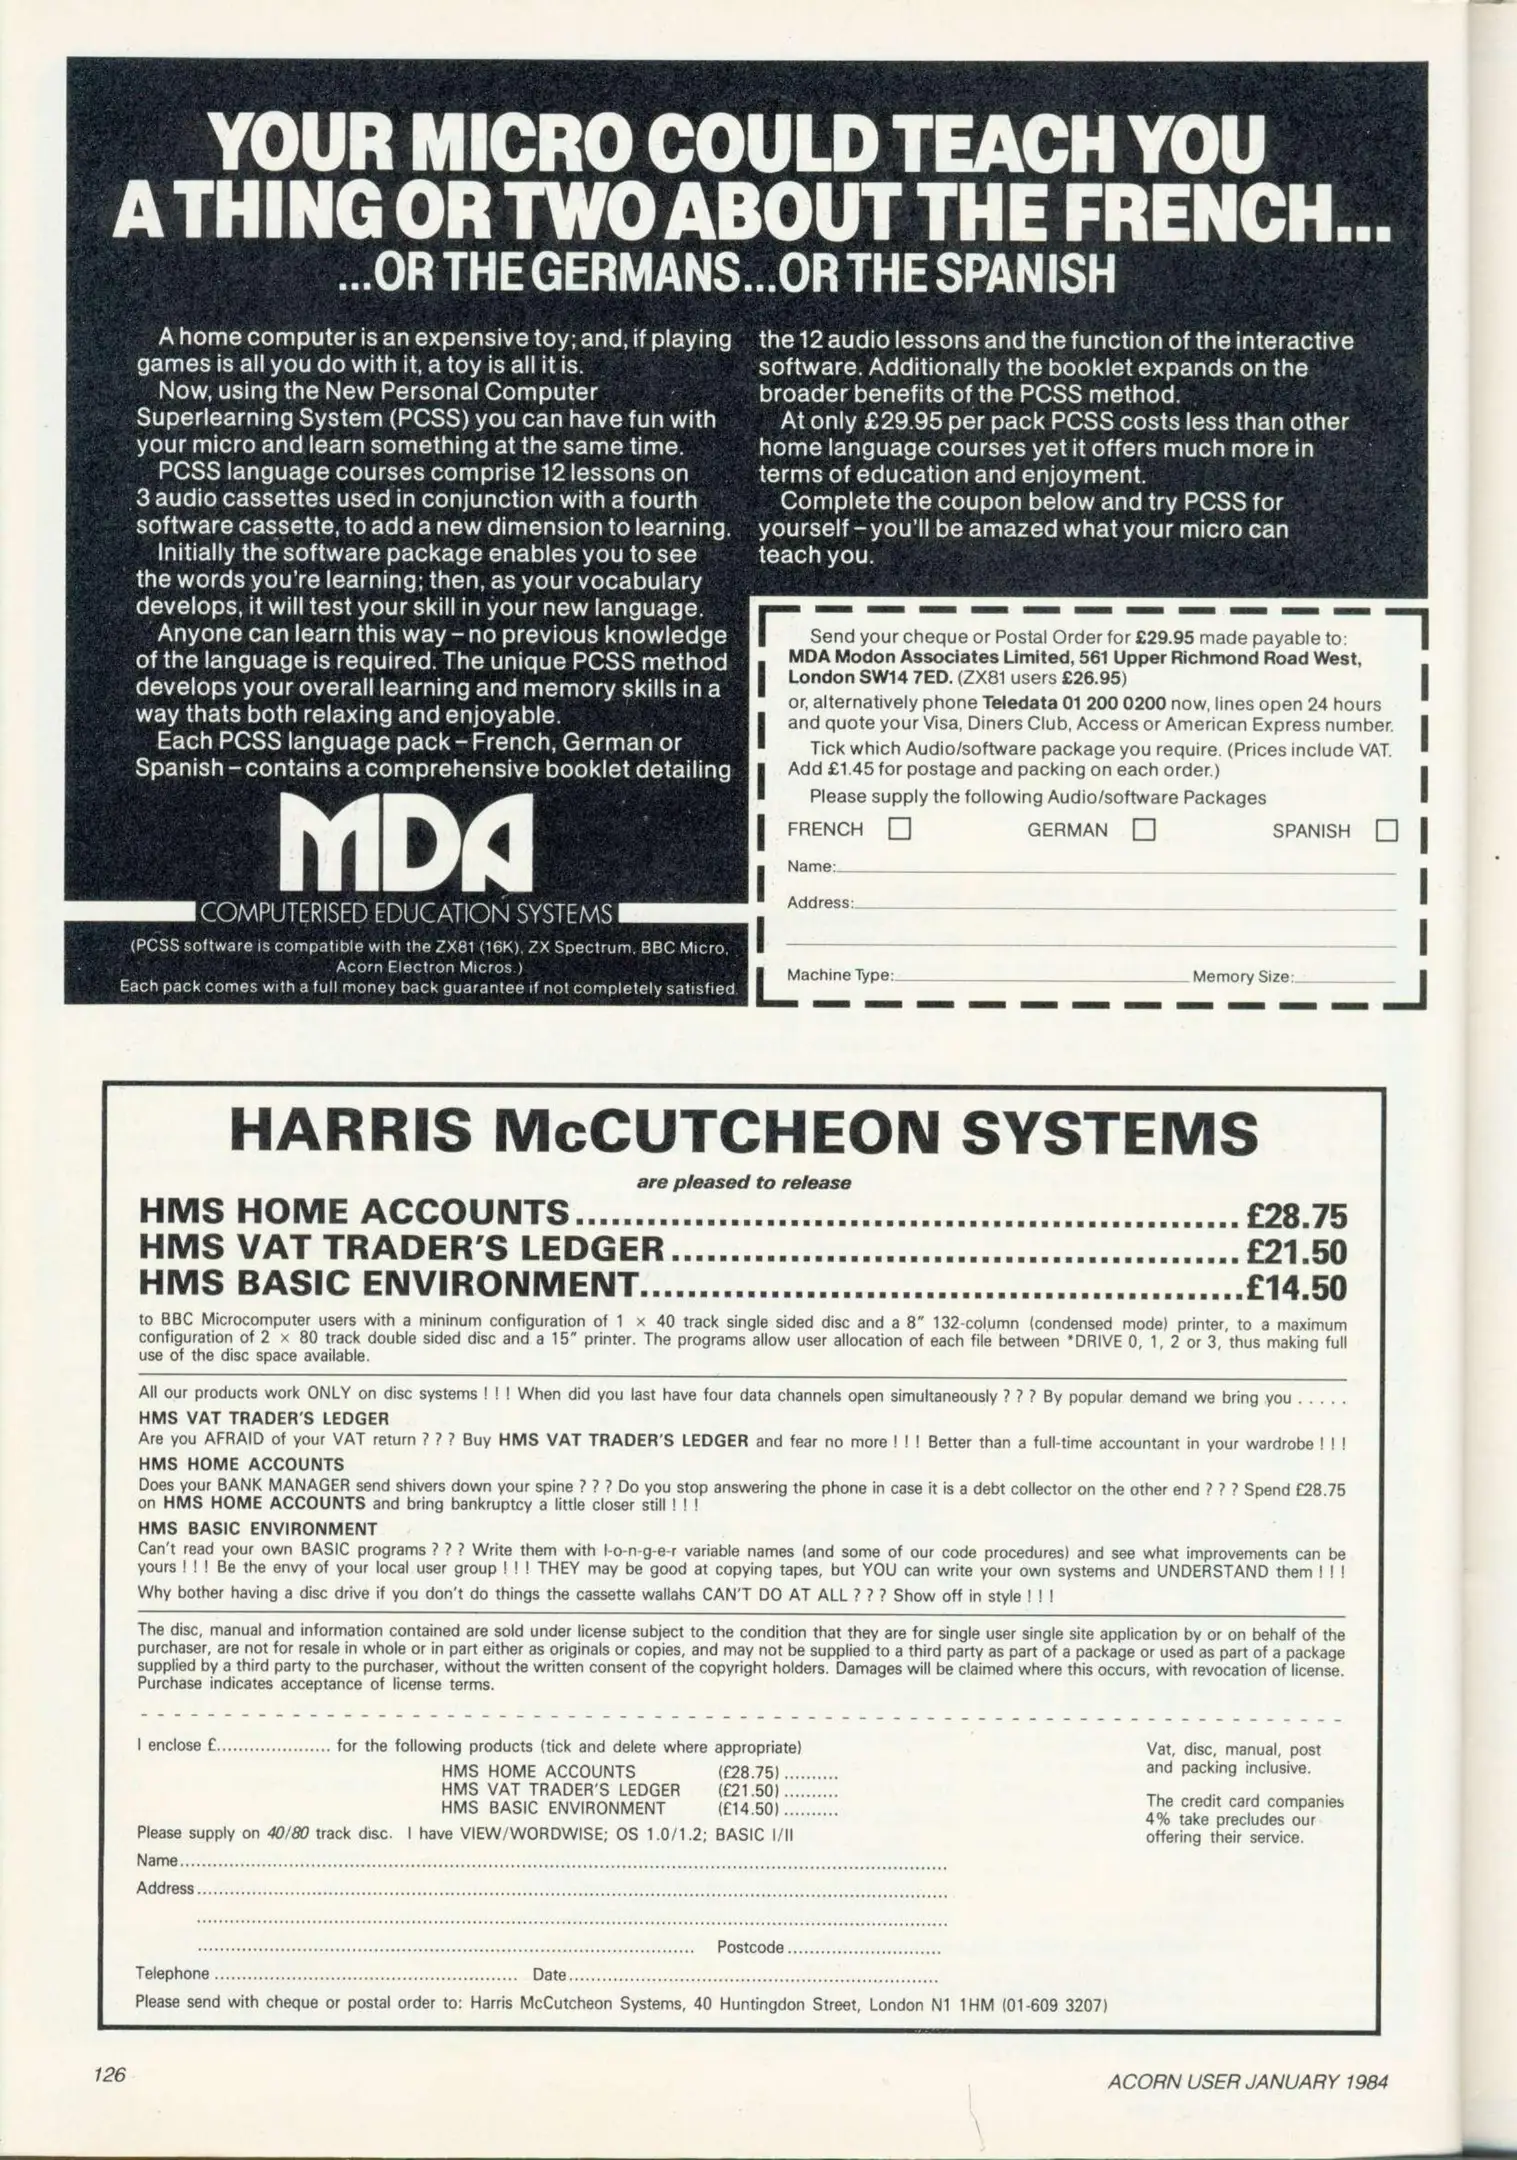 YOUR MICRO COULD TEACH YOU
A THING OR TWO ABOUT THE FRENCH...
...OR THE GERMANS...OR THE SPANISH
A home computer is an expensive toy; and, if playing
games is all you do with it, a toy is all it is.
Now, using the New Personal Computer
Superlearning System (PCSS) you can have fun with
your micro and learn something at the same time.
PCSS language courses comprise 12 lessons on
3 audio cassettes used in conjunction with a fourth
software cassette, to add a new dimension to learning.
Initially the software package enables you to see
the words you're learning; then, as your vocabulary
develops, it will test your skill in your new language.
Anyone can learn this way – no previous knowledge
of the language is required. The unique PCSS method
develops your overall learning and memory skills in a
way thats both relaxing and enjoyable.
Each PCSS language pack – French, German or
Spanish – contains a comprehensive booklet detailing
the 12 audio lessons and the function of the interactive
software. Additionally the booklet expands on the
broader benefits of the PCSS method.
At only £29.95 per pack PCSS costs less than other
home language courses yet it offers much more in
terms of education and enjoyment.
Complete the coupon below and try PCSS for
yourself – you'll be amazed what your micro can
teach you.
MDA
COMPUTERISED EDUCATION SYSTEMS
(PCSS software is compatible with the ZX81 (16K), ZX Spectrum, BBC Micro,
Acorn Electron Micros.)
Each pack comes with a full money back guarantee if not completely satisfied.
Send your cheque or Postal Order for £29.95 made payable to:
MDA Modon Associates Limited, 561 Upper Richmond Road West,
London SW14 7ED. (ZX81 users £26.95)
or, alternatively phone Teledata 01 200 0200 now, lines open 24 hours
and quote your Visa, Diners Club, Access or American Express number.
Tick which Audio/software package you require. (Prices include VAT.
Add £1.45 for postage and packing on each order.)
Please supply the following Audio/software Packages
FRENCH GERMAN SPANISH
Name:
Address:
Machine Type: Memory Size:
HARRIS McCUTCHEON SYSTEMS
are pleased to release
HMS HOME ACCOUNTS........................................................ £28.75
HMS VAT TRADER'S LEDGER................................................ £21.50
HMS BASIC ENVIRONMENT...................................................£14.50
to BBC Microcomputer users with a mininum configuration of 1 × 40 track single sided disc and a 8" 132-column (condensed mode) printer, to a maximum
configuration of 2 × 80 track double sided disc and a 15" printer. The programs allow user allocation of each file between *DRIVE 0, 1, 2 or 3, thus making full
use of the disc space available.
All our products work ONLY on disc systems ! ! ! When did you last have four data channels open simultaneously ? ? ? By popular demand we bring you . . . . .
HMS VAT TRADER'S LEDGER
Are you AFRAID of your VAT return ? ? ? Buy HMS VAT TRADER'S LEDGER and fear no more ! ! ! Better than a full-time accountant in your wardrobe ! ! !
HMS HOME ACCOUNTS
Does your BANK MANAGER send shivers down your spine ? ? ? Do you stop answering the phone in case it is a debt collector on the other end ? ? ? Spend £28.75
on HMS HOME ACCOUNTS and bring bankruptcy a little closer still ! ! !
HMS BASIC ENVIRONMENT
Can't read your own BASIC programs ? ? ? Write them with l-o-n-g-e-r variable names (and some of our code procedures) and see what improvements can be
yours ! ! ! Be the envy of your local user group ! ! ! THEY may be good at copying tapes, but YOU can write your own systems and UNDERSTAND them ! ! !
Why bother having a disc drive if you don't do things the cassette wallahs CAN'T DO AT ALL ? ? ? Show off in style ! ! !
The disc, manual and information contained are sold under license subject to the condition that they are for single user single site application by or on behalf of the
purchaser, are not for resale in whole or in part either as originals or copies, and may not be supplied to a third party as part of a package or used as part of a package
supplied by a third party to the purchaser, without the written consent of the copyright holders. Damages will be claimed where this occurs, with revocation of license.
Purchase indicates acceptance of license terms.
I enclose £..................... for the following products (tick and delete where appropriate)
HMS HOME ACCOUNTS (£28.75)..........
HMS VAT TRADER'S LEDGER (£21.50)..........
HMS BASIC ENVIRONMENT (£14.50)..........
Vat, disc, manual, post
and packing inclusive.
The credit card companies
4% take precludes our
offering their service.
Please supply on 40/80 track disc. I have VIEW/WORDWISE; OS 1.0/1.2; BASIC I/II
Name....................
Address....................
Postcode....................
Telephone .................... Date....................
Please send with cheque or postal order to: Harris McCutcheon Systems, 40 Huntingdon Street, London N1 1HM (01-609 3207)
126
ACORN USER JANUARY 1984